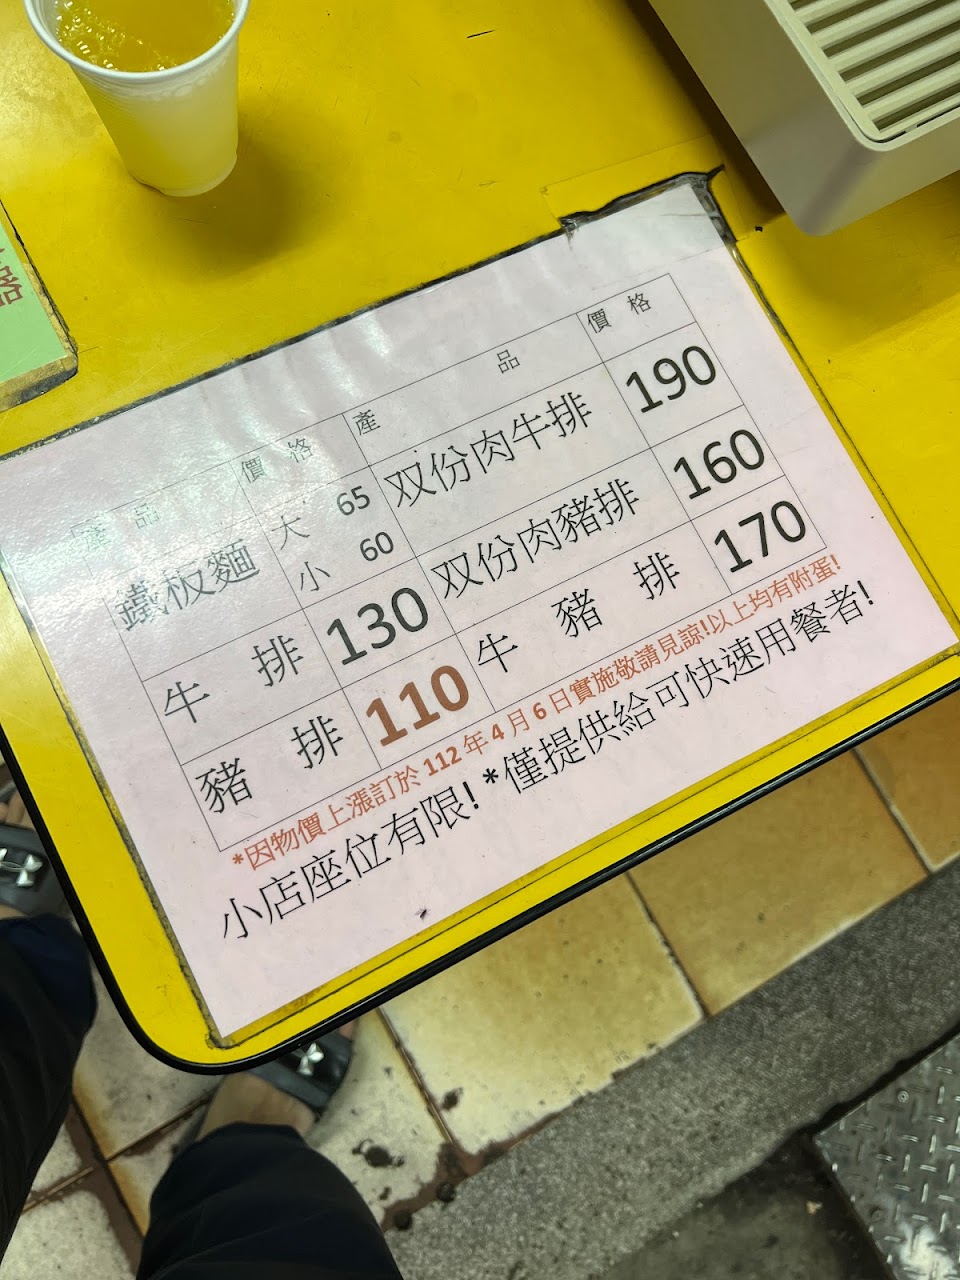 產 品 價 格 產 品 價 格
鐵板麵 大 65 双份肉牛排 190
小 60
牛 排 130 双份肉豬排 160
豬 排 110 牛 豬 排 170
*因物價上漲訂於 112 年 4 月 6 日實施敬請見諒!以上均有附蛋!
小店座位有限! *僅提供給可快速用餐者!